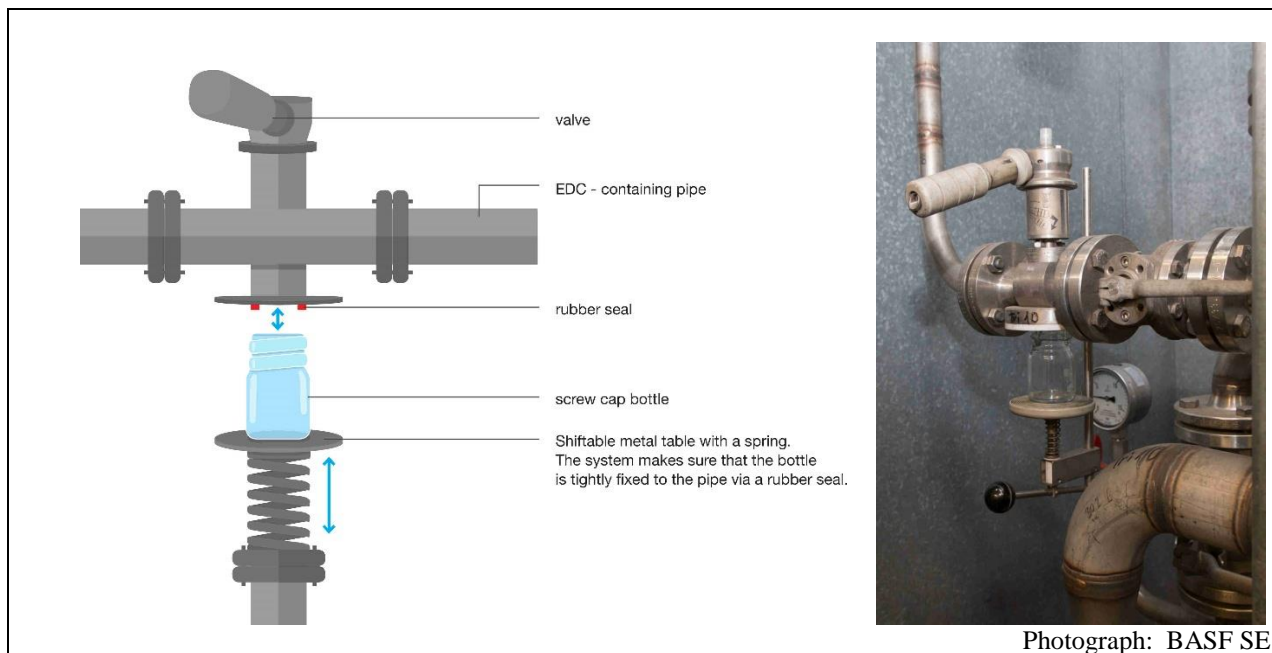 valve
EDC - containing pipe
rubber seal
screw cap bottle
Shiftable metal table with a spring.
The system makes sure that the bottle
is tightly fixed to the pipe via a rubber seal.
Photograph: BASF SE